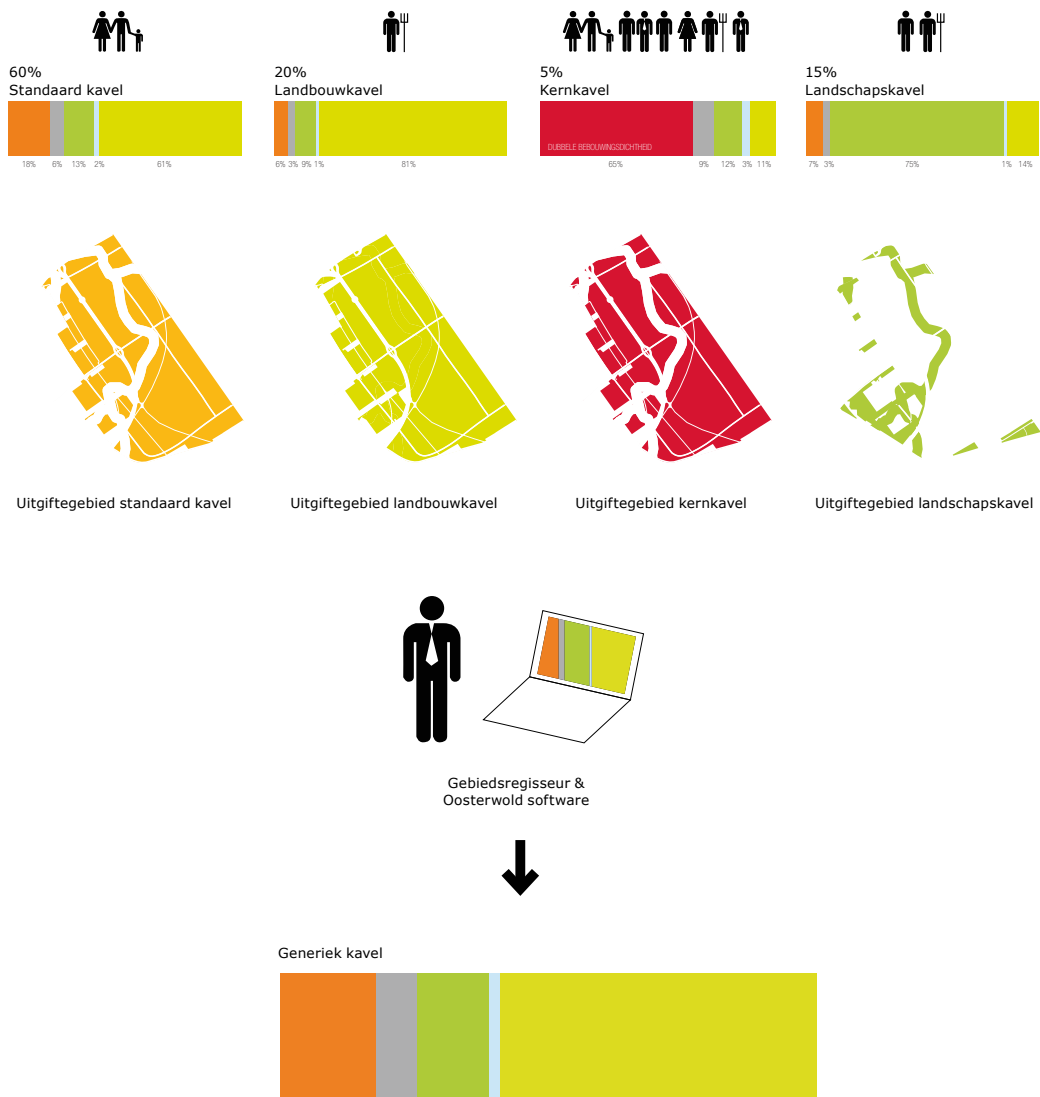 60%
Standaard kavel
18% 6% 13% 2% 61%
20%
Landbouwkavel
6% 3% 9% 1% 81%
5%
Kernkavel
DUBBELE BEBOUWINGSDICHTHEID
65% 9% 12% 3% 11%
15%
Landschapskavel
7% 3% 75% 1% 14%
Uitgiftegebied standaard kavel
Uitgiftegebied landbouwkavel
Uitgiftegebied kernkavel
Uitgiftegebied landschapskavel
Gebiedsregisseur &
Oosterwold software
Generiek kavel